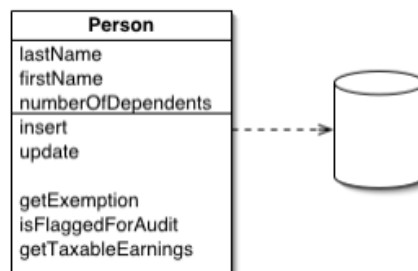 Person
lastName
firstName
numberOfDependents
insert
update
getExemption
isFlaggedForAudit
getTaxableEarnings